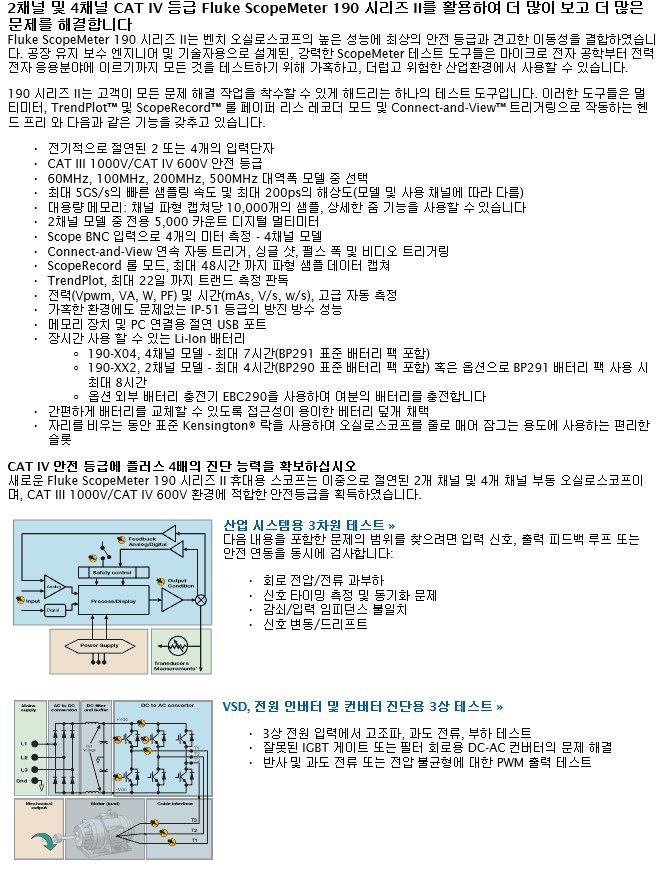 2채널 및 4채널 CAT IV 등급 Fluke ScopeMeter 190 시리즈 II를 활용하여 더 많이 보고 더 많은
문제를 해결합니다
Fluke ScopeMeter 190 시리즈 II는 벤치 오실로스코프의 높은 성능에 최상의 안전 등급과 견고한 이동성을 결합하였습니
다. 공장 유지 보수 엔지니어 및 기술자용으로 설계된, 강력한 ScopeMeter 테스트 도구들은 마이크로 전자 공학부터 전력
전자 응용분야에 이르기까지 모든 것을 테스트하기 위해 가혹하고, 더럽고 위험한 산업환경에서 사용할 수 있습니다.
190 시리즈 II는 고객이 모든 문제 해결 작업을 착수할 수 있게 해드리는 하나의 테스트 도구입니다. 이러한 도구들은 멀
티미터, TrendPlot™ 및 ScopeRecord™ 롤 페이퍼 리스 레코더 모드 및 Connect-and-View™ 트리거링으로 작동하는 핸
드 프리 와 다음과 같은 기능을 갖추고 있습니다.
· 전기적으로 절연된 2 또는 4개의 입력단자
· CAT III 1000V/CAT IV 600V 안전 등급
· 60MHz, 100MHz, 200MHz, 500MHz 대역폭 모델 중 선택
· 최대 5GS/s의 빠른 샘플링 속도 및 최대 200ps의 해상도(모델 및 사용 채널에 따라 다름)
· 대용량 메모리: 채널 파형 캡쳐당 10,000개의 샘플, 상세한 줌 기능을 사용할 수 있습니다
· 2채널 모델 중 전용 5,000 카운트 디지털 멀티미터
· Scope BNC 입력으로 4개의 미터 측정 - 4채널 모델
· Connect-and-View 연속 자동 트리거, 싱글 샷, 펄스 폭 및 비디오 트리거링
· ScopeRecord 롤 모드, 최대 48시간 까지 파형 샘플 데이터 캡쳐
· TrendPlot, 최대 22일 까지 트랜드 측정 판독
· 전력(Vpwm, VA, W, PF) 및 시간(mAs, V/s, w/s), 고급 자동 측정
· 가혹한 환경에도 문제없는 IP-51 등급의 방진 방수 성능
· 메모리 장치 및 PC 연결용 절연 USB 포트
· 장시간 사용 할 수 있는 Li-Ion 배터리
○ 190-X04, 4채널 모델 - 최대 7시간(BP291 표준 배터리 팩 포함)
○ 190-XX2, 2채널 모델 - 최대 4시간(BP290 표준 배터리 팩 포함) 혹은 옵션으로 BP291 배터리 팩 사용 시
최대 8시간
○ 옵션 외부 배터리 충전기 EBC290을 사용하여 여분의 배터리를 충전합니다
· 간편하게 배터리를 교체할 수 있도록 접근성이 용이한 베터리 덮개 채택
· 자리를 비우는 동안 표준 Kensington® 락을 사용하여 오실로스코프를 줄로 매어 잠그는 용도에 사용하는 편리한
슬롯
CAT IV 안전 등급에 플러스 4배의 진단 능력을 확보하십시오
새로운 Fluke ScopeMeter 190 시리즈 II 휴대용 스코프는 이중으로 절연된 2개 채널 및 4개 채널 부동 오실로스코프이
며, CAT III 1000V/CAT IV 600V 환경에 적합한 안전등급을 획득하였습니다.
산업 시스템용 3차원 테스트 »
다음 내용을 포함한 문제의 범위를 찾으려면 입력 신호, 출력 피드백 루프 또는
안전 연동을 동시에 검사합니다:
· 회로 전압/전류 과부하
· 신호 타이밍 측정 및 동기화 문제
· 감쇠/입력 임피던스 불일치
· 신호 변동/드리프트
Feedback
Analog/Digital
Safety control
Output
Condition
Analog
Input
Digital
Process/Display
Power Supply
Transducers
Measurements'
VSD, 전원 인버터 및 컨버터 진단용 3상 테스트 »
· 3상 전원 입력에서 고조파, 과도 전류, 부하 테스트
· 잘못된 IGBT 게이트 또는 필터 회로용 DC-AC 컨버터의 문제 해결
· 반사 및 과도 전류 또는 전압 불균형에 대한 PWM 출력 테스트
Mains
supply
AC to DC
conversion
DC filter
and buffer
DC to AC convertor
+Vdc
L1
L2
L3
Gnd
-Vdc
Mechanical
output
Motor (load)
Cable interface
T3
T2
T1